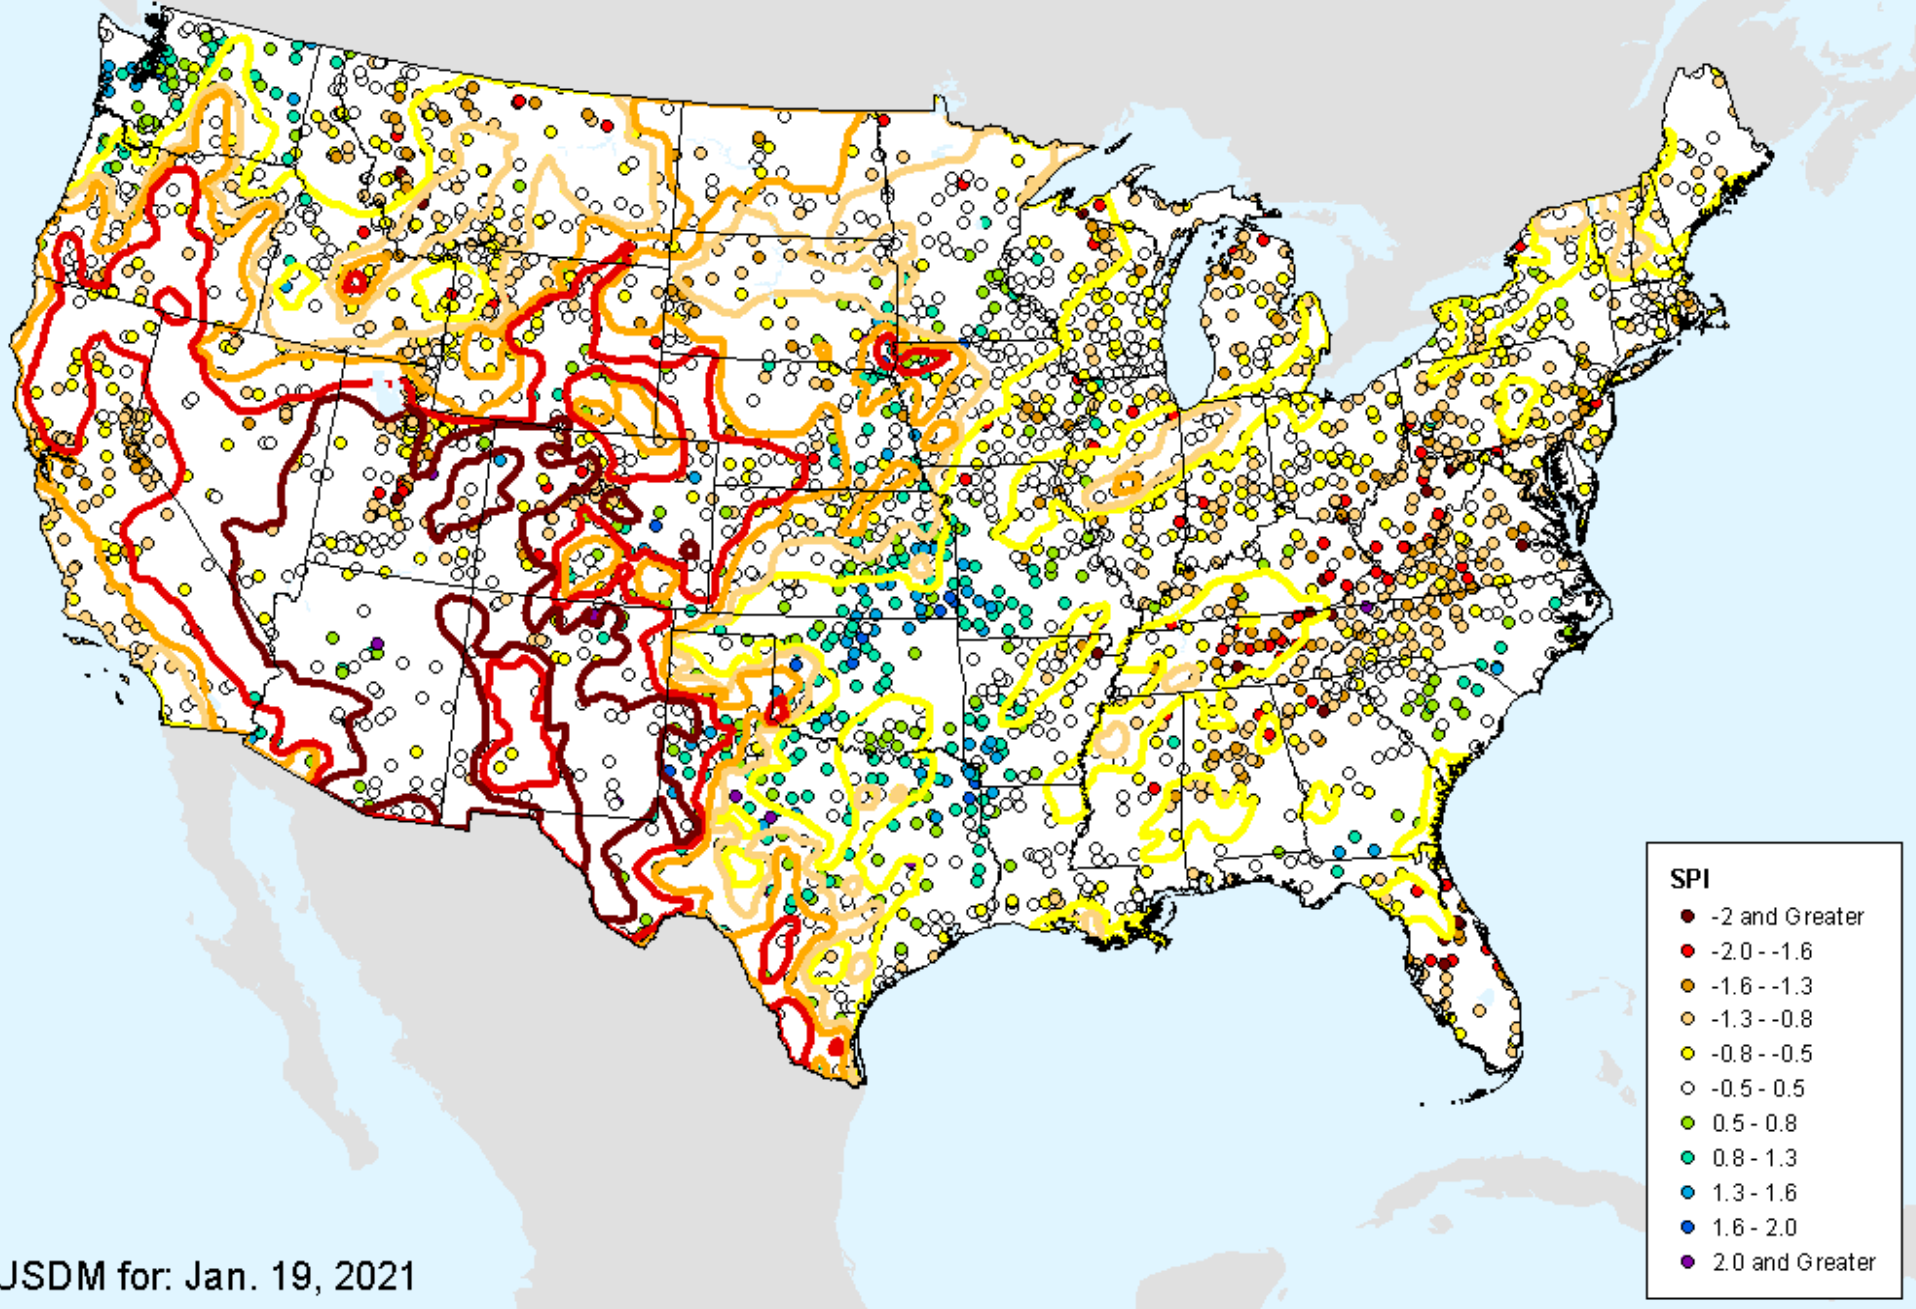 SPI
-2 and Greater
-2.0 - -1.6
-1.6 - -1.3
-1.3 - -0.8
-0.8 - -0.5
-0.5 - 0.5
0.5 - 0.8
0.8 - 1.3
1.3 - 1.6
1.6 - 2.0
2.0 and Greater
USDM for: Jan. 19, 2021